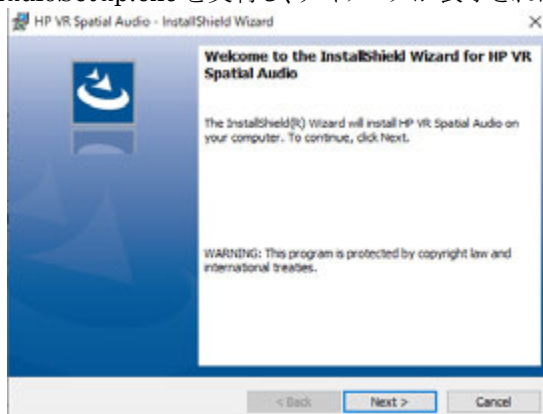 HP VR Spatial Audio - InstallShield Wizard
Welcome to the InstallShield Wizard for HP VR
Spatial Audio
The InstallShield(R) Wizard will install HP VR Spatial Audio on
your computer. To continue, click Next.
WARNING: This program is protected by copyright law and
international treaties.
< Back
Next >
Cancel